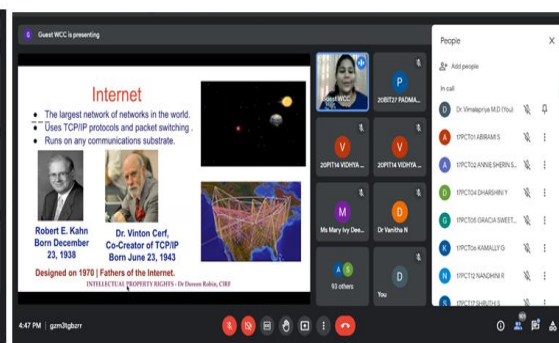 G Guest WCC is presenting
Internet
The largest network of networks in the world.
Uses TCP/IP protocols and packet switching .
Runs on any communications substrate.
Robert E. Kahn
Born December
23, 1938
Dr. Vinton Cerf,
Co-Creator of TCP/IP
Born June 23, 1943
Designed on 1970 | Fathers of the Internet.
INTELLECTUAL PROPERTY RIGHTS - Dr Doreen Robin, CIRF
Guest WCC
P
20BIT27 PADMA...
V
20PIT14 VIDHYA ...
V
20PIT14 VIDHYA ...
M
Ms Mary Ivy Dee...
D
Dr Vanitha N
A S
93 others
D
You
People
Add people
In call
D Dr. Vimalapriya M.D (You)
A 17PCT01 ABIRAMI S
A 17PCT02 ANNIE SHERIN S...
D 17PCT04 DHARSHINI Y
G 17PCT05 GRACIA SWEET...
K 17PCT06 KAMALLY G
N 17PCT12 NANDHINI R
S 17PCT17 SHRUTHI S
4:47 PM | gzm3tgbzrr